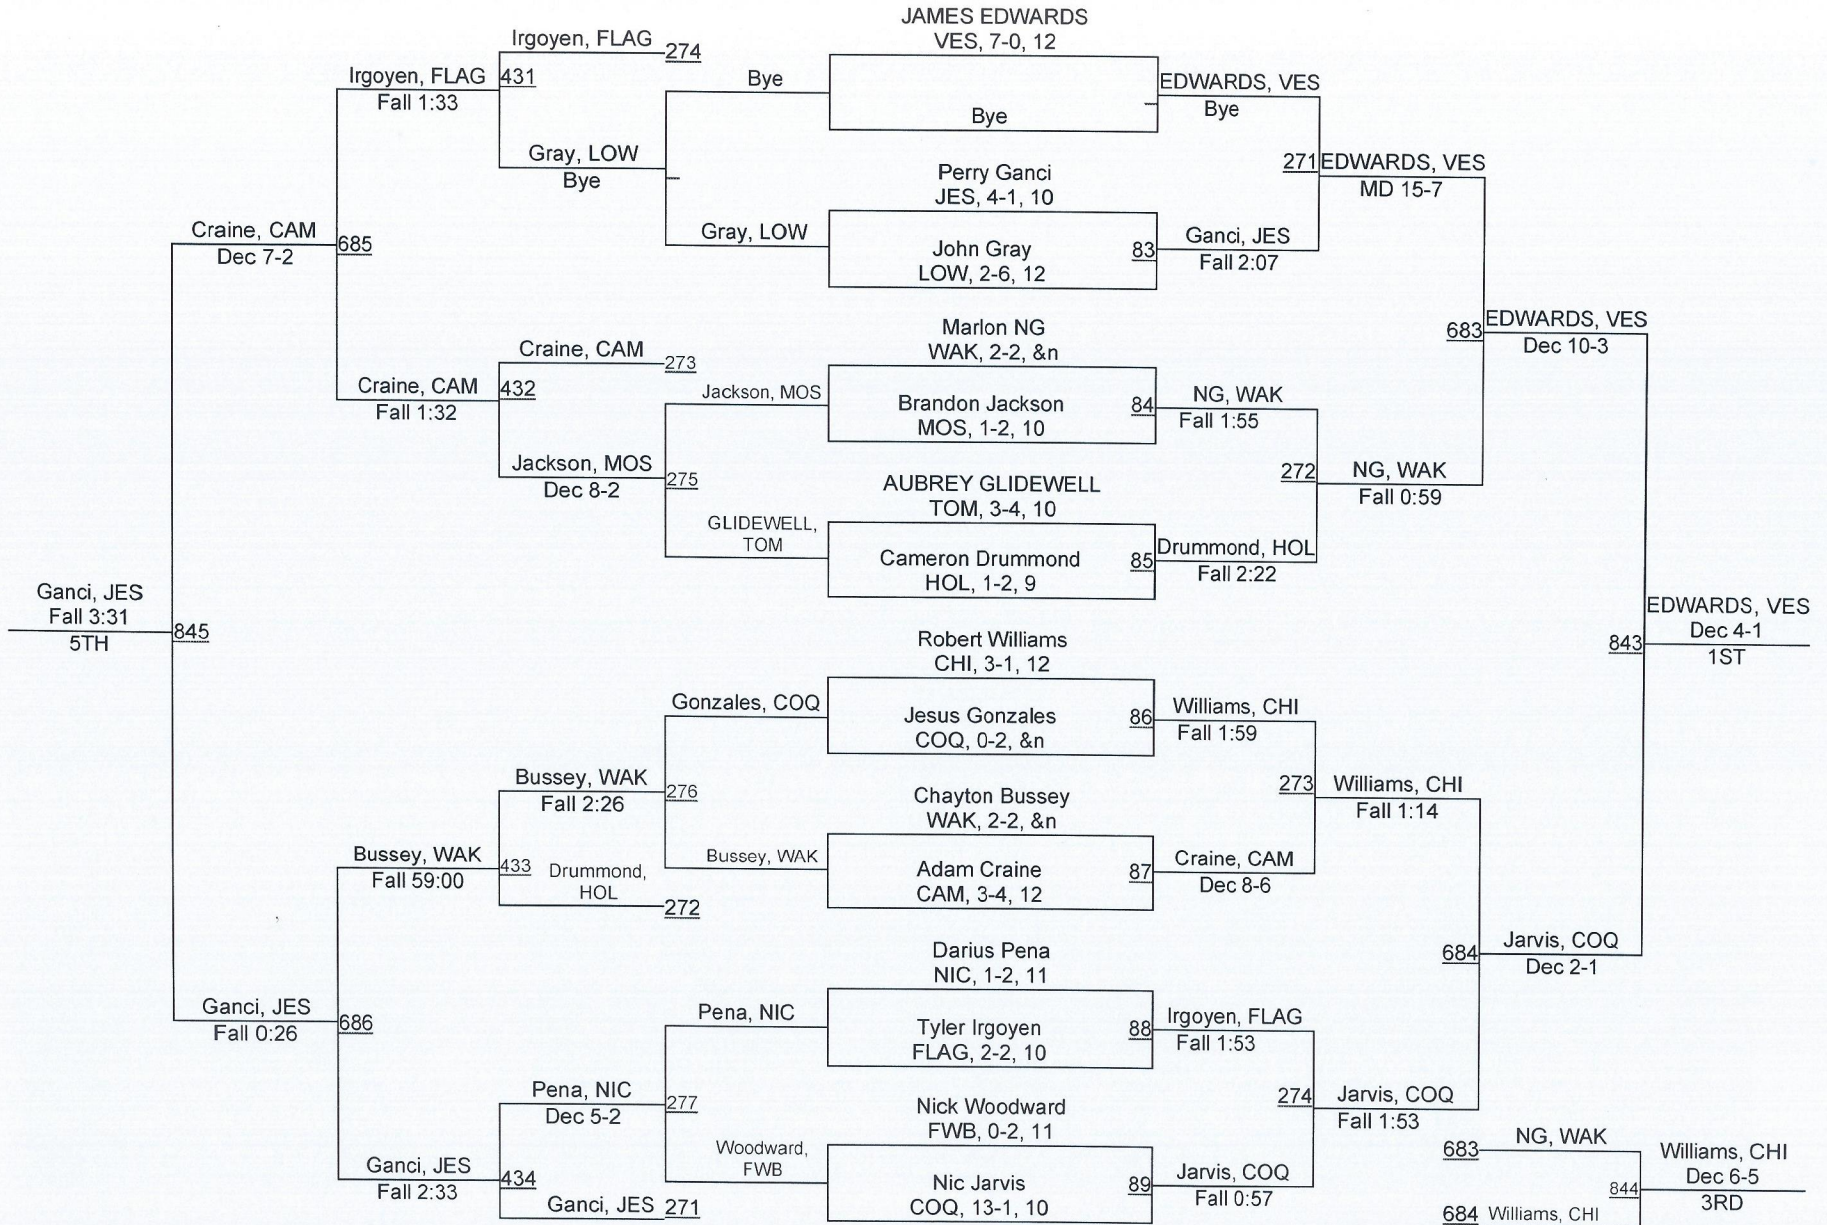 JAMES EDWARDS
VES, 7-0, 12
Bye
Perry Ganci
JES, 4-1, 10
John Gray
LOW, 2-6, 12
Marlon NG
WAK, 2-2, &n
Brandon Jackson
MOS, 1-2, 10
AUBREY GLIDEWELL
TOM, 3-4, 10
Cameron Drummond
HOL, 1-2, 9
Robert Williams
CHI, 3-1, 12
Jesus Gonzales
COQ, 0-2, &n
Chayton Bussey
WAK, 2-2, &n
Adam Craine
CAM, 3-4, 12
Darius Pena
NIC, 1-2, 11
Tyler Irgoyen
FLAG, 2-2, 10
Nick Woodward
FWB, 0-2, 11
Nic Jarvis
COQ, 13-1, 10
EDWARDS, VES
Bye
83
Ganci, JES
Fall 2:07
84
NG, WAK
Fall 1:55
85
Drummond, HOL
Fall 2:22
86
Williams, CHI
Fall 1:59
87
Craine, CAM
Dec 8-6
88
Irgoyen, FLAG
Fall 1:53
89
Jarvis, COQ
Fall 0:57
271
EDWARDS, VES
MD 15-7
272
NG, WAK
Fall 0:59
273
Williams, CHI
Fall 1:14
274
Jarvis, COQ
Fall 1:53
683
EDWARDS, VES
Dec 10-3
684
Jarvis, COQ
Dec 2-1
843
EDWARDS, VES
Dec 4-1
1ST
683
NG, WAK
684
Williams, CHI
844
Williams, CHI
Dec 6-5
3RD
Bye
Gray, LOW
Jackson, MOS
GLIDEWELL,
TOM
Gonzales, COQ
Bussey, WAK
Pena, NIC
Woodward,
FWB
Irgoyen, FLAG
274
Gray, LOW
Bye
Craine, CAM
273
Jackson, MOS
Dec 8-2
275
Bussey, WAK
Fall 2:26
276
Drummond,
HOL
272
Pena, NIC
Dec 5-2
277
Ganci, JES
271
Irgoyen, FLAG
Fall 1:33
431
Craine, CAM
Fall 1:32
432
Bussey, WAK
Fall 59:00
433
Ganci, JES
Fall 2:33
434
Craine, CAM
Dec 7-2
685
Ganci, JES
Fall 0:26
686
Ganci, JES
Fall 3:31
5TH
845